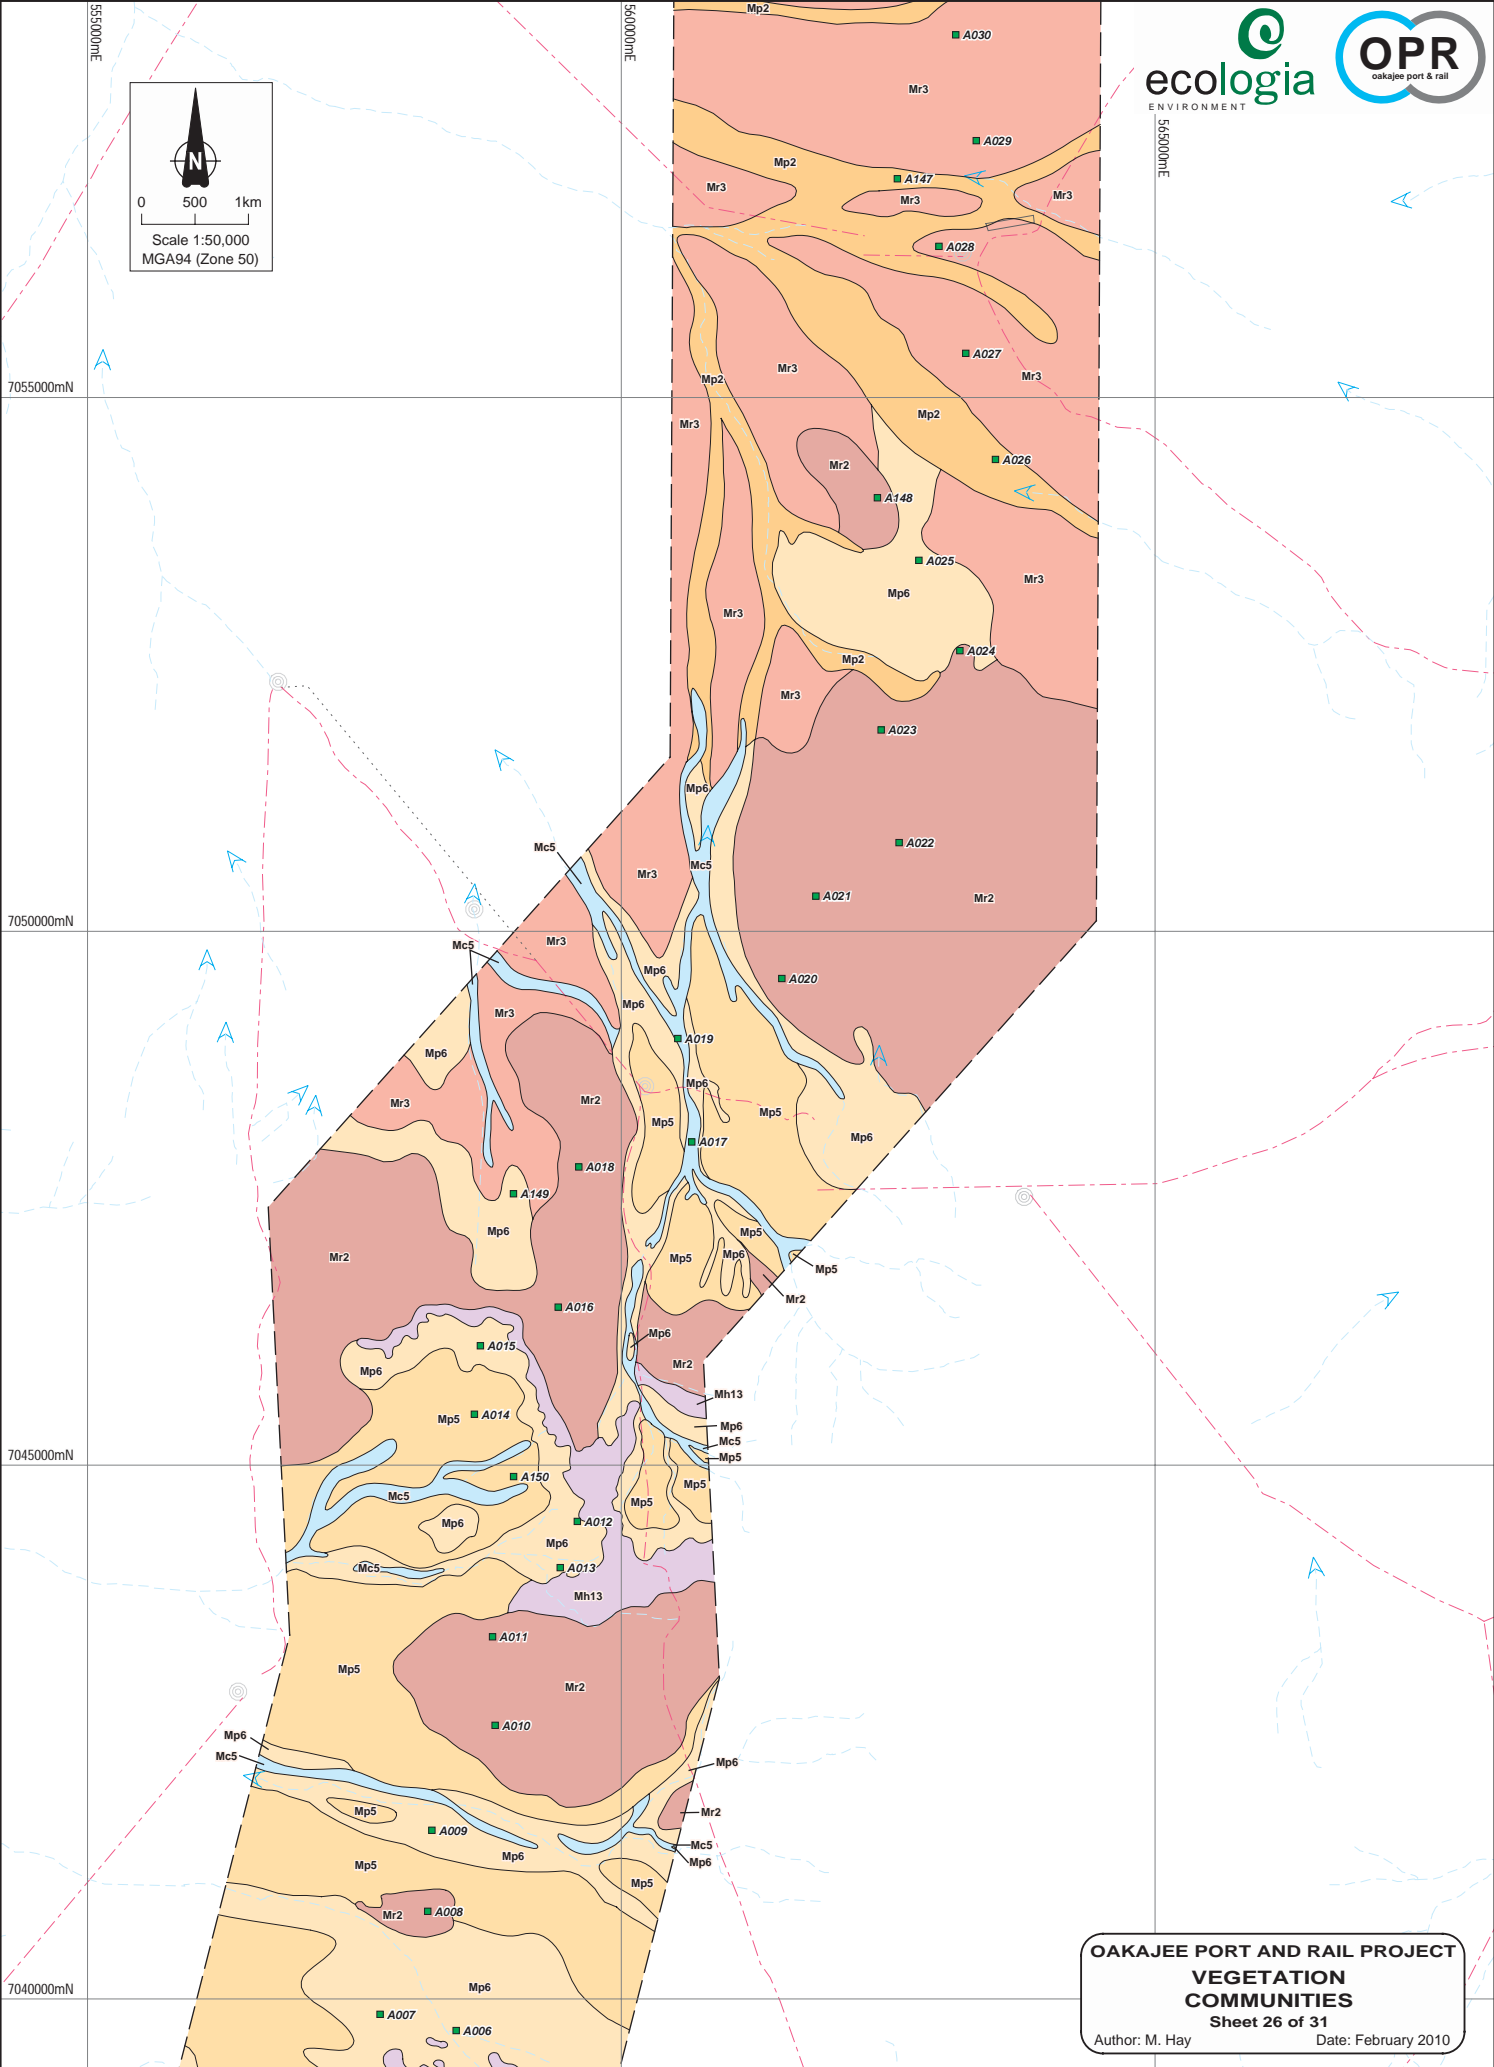 555000mE
560000mE
565000mE
ecologia
ENVIRONMENT
OPR
oakajee port & rail
N
0 500 1km
Scale 1:50,000
MGA94 (Zone 50)
Mp2
A030
Mr3
A029
Mp2
A147
Mr3
Mr3
Mr3
A028
A027
Mr3
Mr3
Mp2
7055000mN
Mp2
Mr3
A026
Mr2
A148
A025
Mr3
Mp6
Mr3
A024
Mp2
Mr3
A023
Mp6
A022
Mc5
Mc5
Mr3
A021
Mr2
7050000mN
Mr3
Mc5
Mp6
A020
Mp6
Mr3
A019
Mp6
Mp6
Mr3
Mr2
Mp5
Mp5
Mp6
A017
A018
A149
Mp6
Mp5
Mr2
Mp5
Mp6
Mp5
Mr2
A016
Mp6
A015
Mp6
Mr2
Mh13
A014
Mp5
Mp6
Mc5
7045000mN
Mp5
A150
Mp5
Mc5
Mp5
Mp6
A012
Mp6
A013
Mc5
Mh13
A011
Mp5
Mr2
A010
Mp6
Mc5
Mp6
Mp5
Mr2
A009
Mc5
Mp6
Mp6
Mp5
Mp5
A008
Mr2
Mp6
7040000mN
A007
A006
OAKAJEE PORT AND RAIL PROJECT
VEGETATION
COMMUNITIES
Sheet 26 of 31
Author: M. Hay Date: February 2010